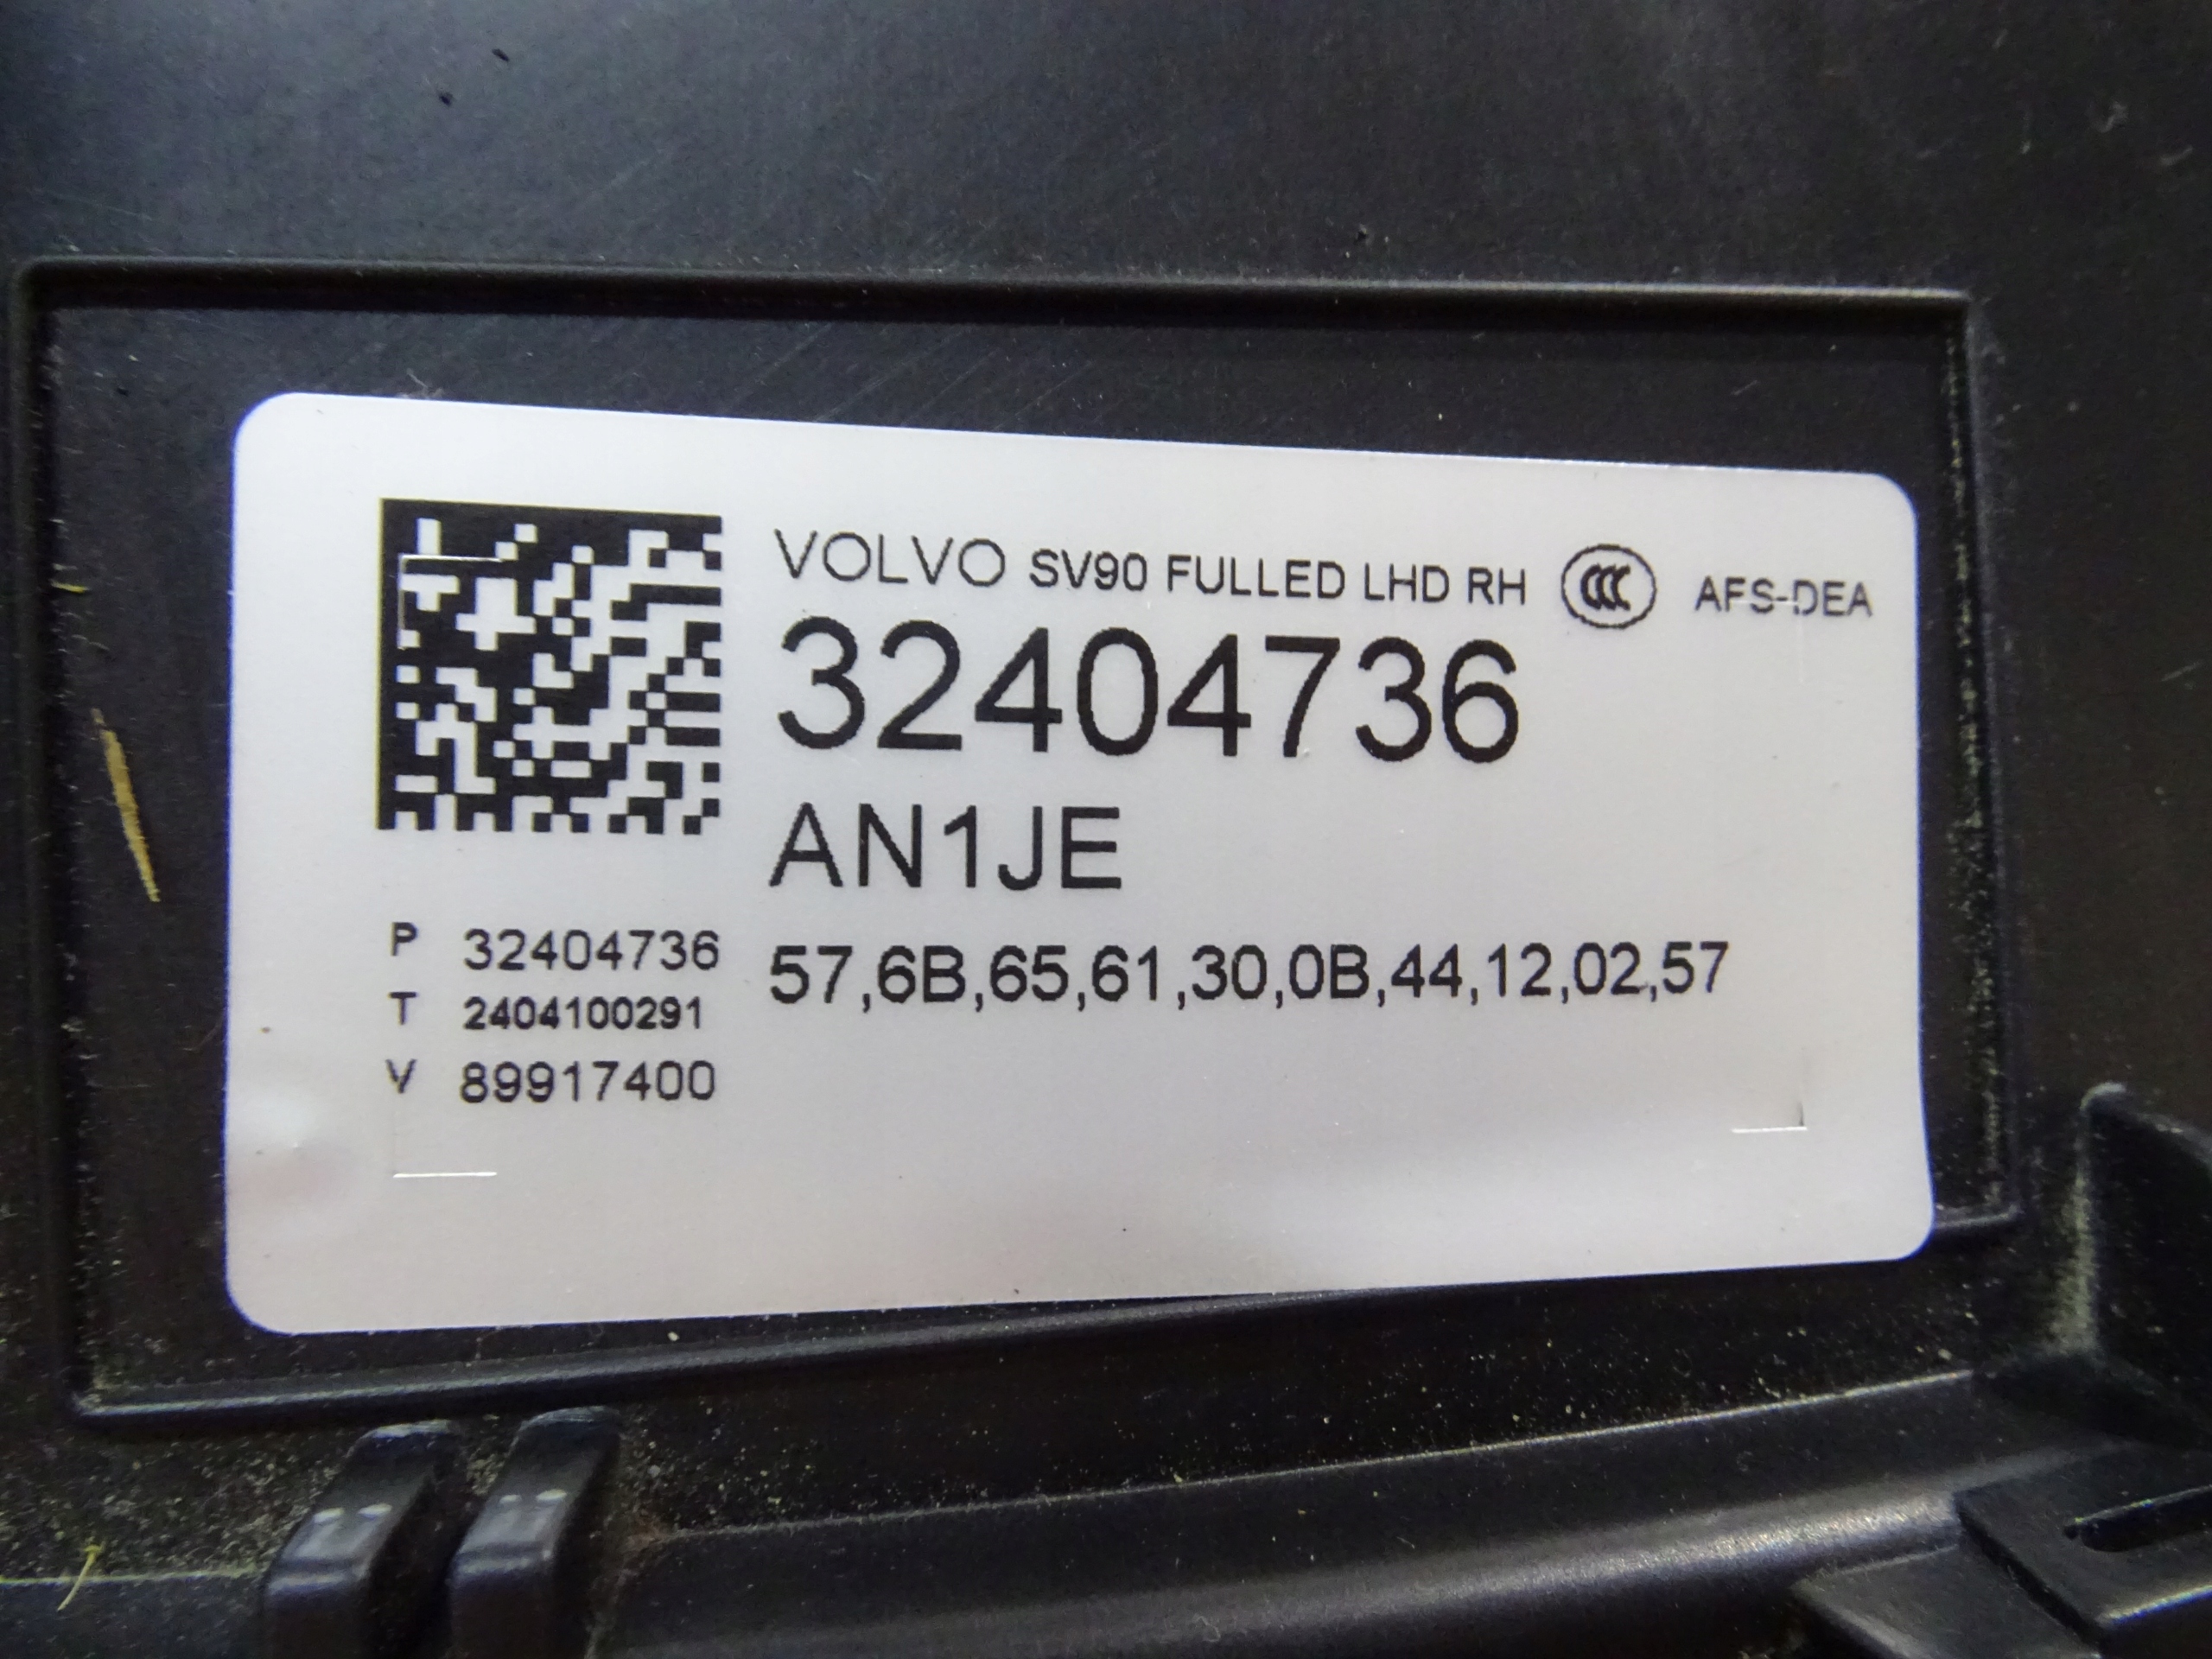 VOLVO SV90 FULLED LHD RH CCC AFS-DEA
32404736
AN1JE
57,6B,65,61,30,0B,44,12,02,57
P 32404736
T 2404100291
V 89917400